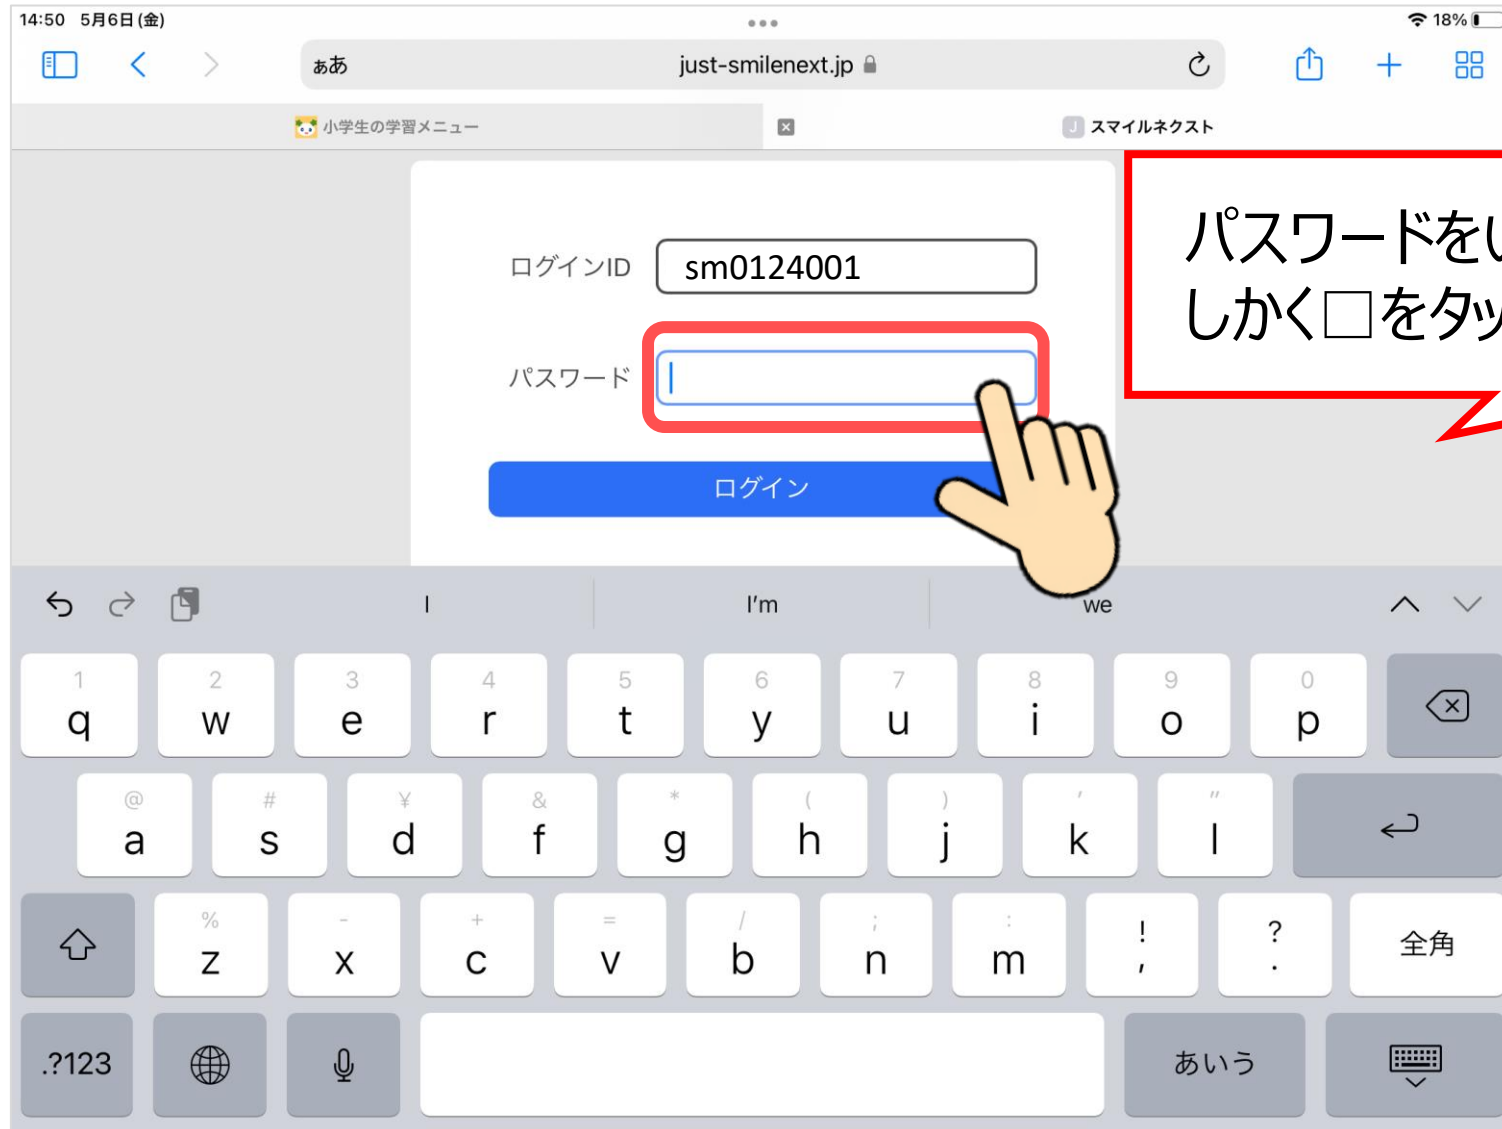 14:50 5月6日(金)
18%
ぁあ
just-smilenext.jp
小学生の学習メニュー
J スマイルネクスト
ログインID
sm0124001
パスワードを
しかく□をタッ
パスワード
ログイン
I
I'm
we
1 2 3 4 5 6 7 8 9 0
q w e r t y u i o p
@ # ¥ & * ( ) ' "
a s d f g h j k l
% - + = / ; : ! ?
z x c v b n m , . 全角
.?123
あいう